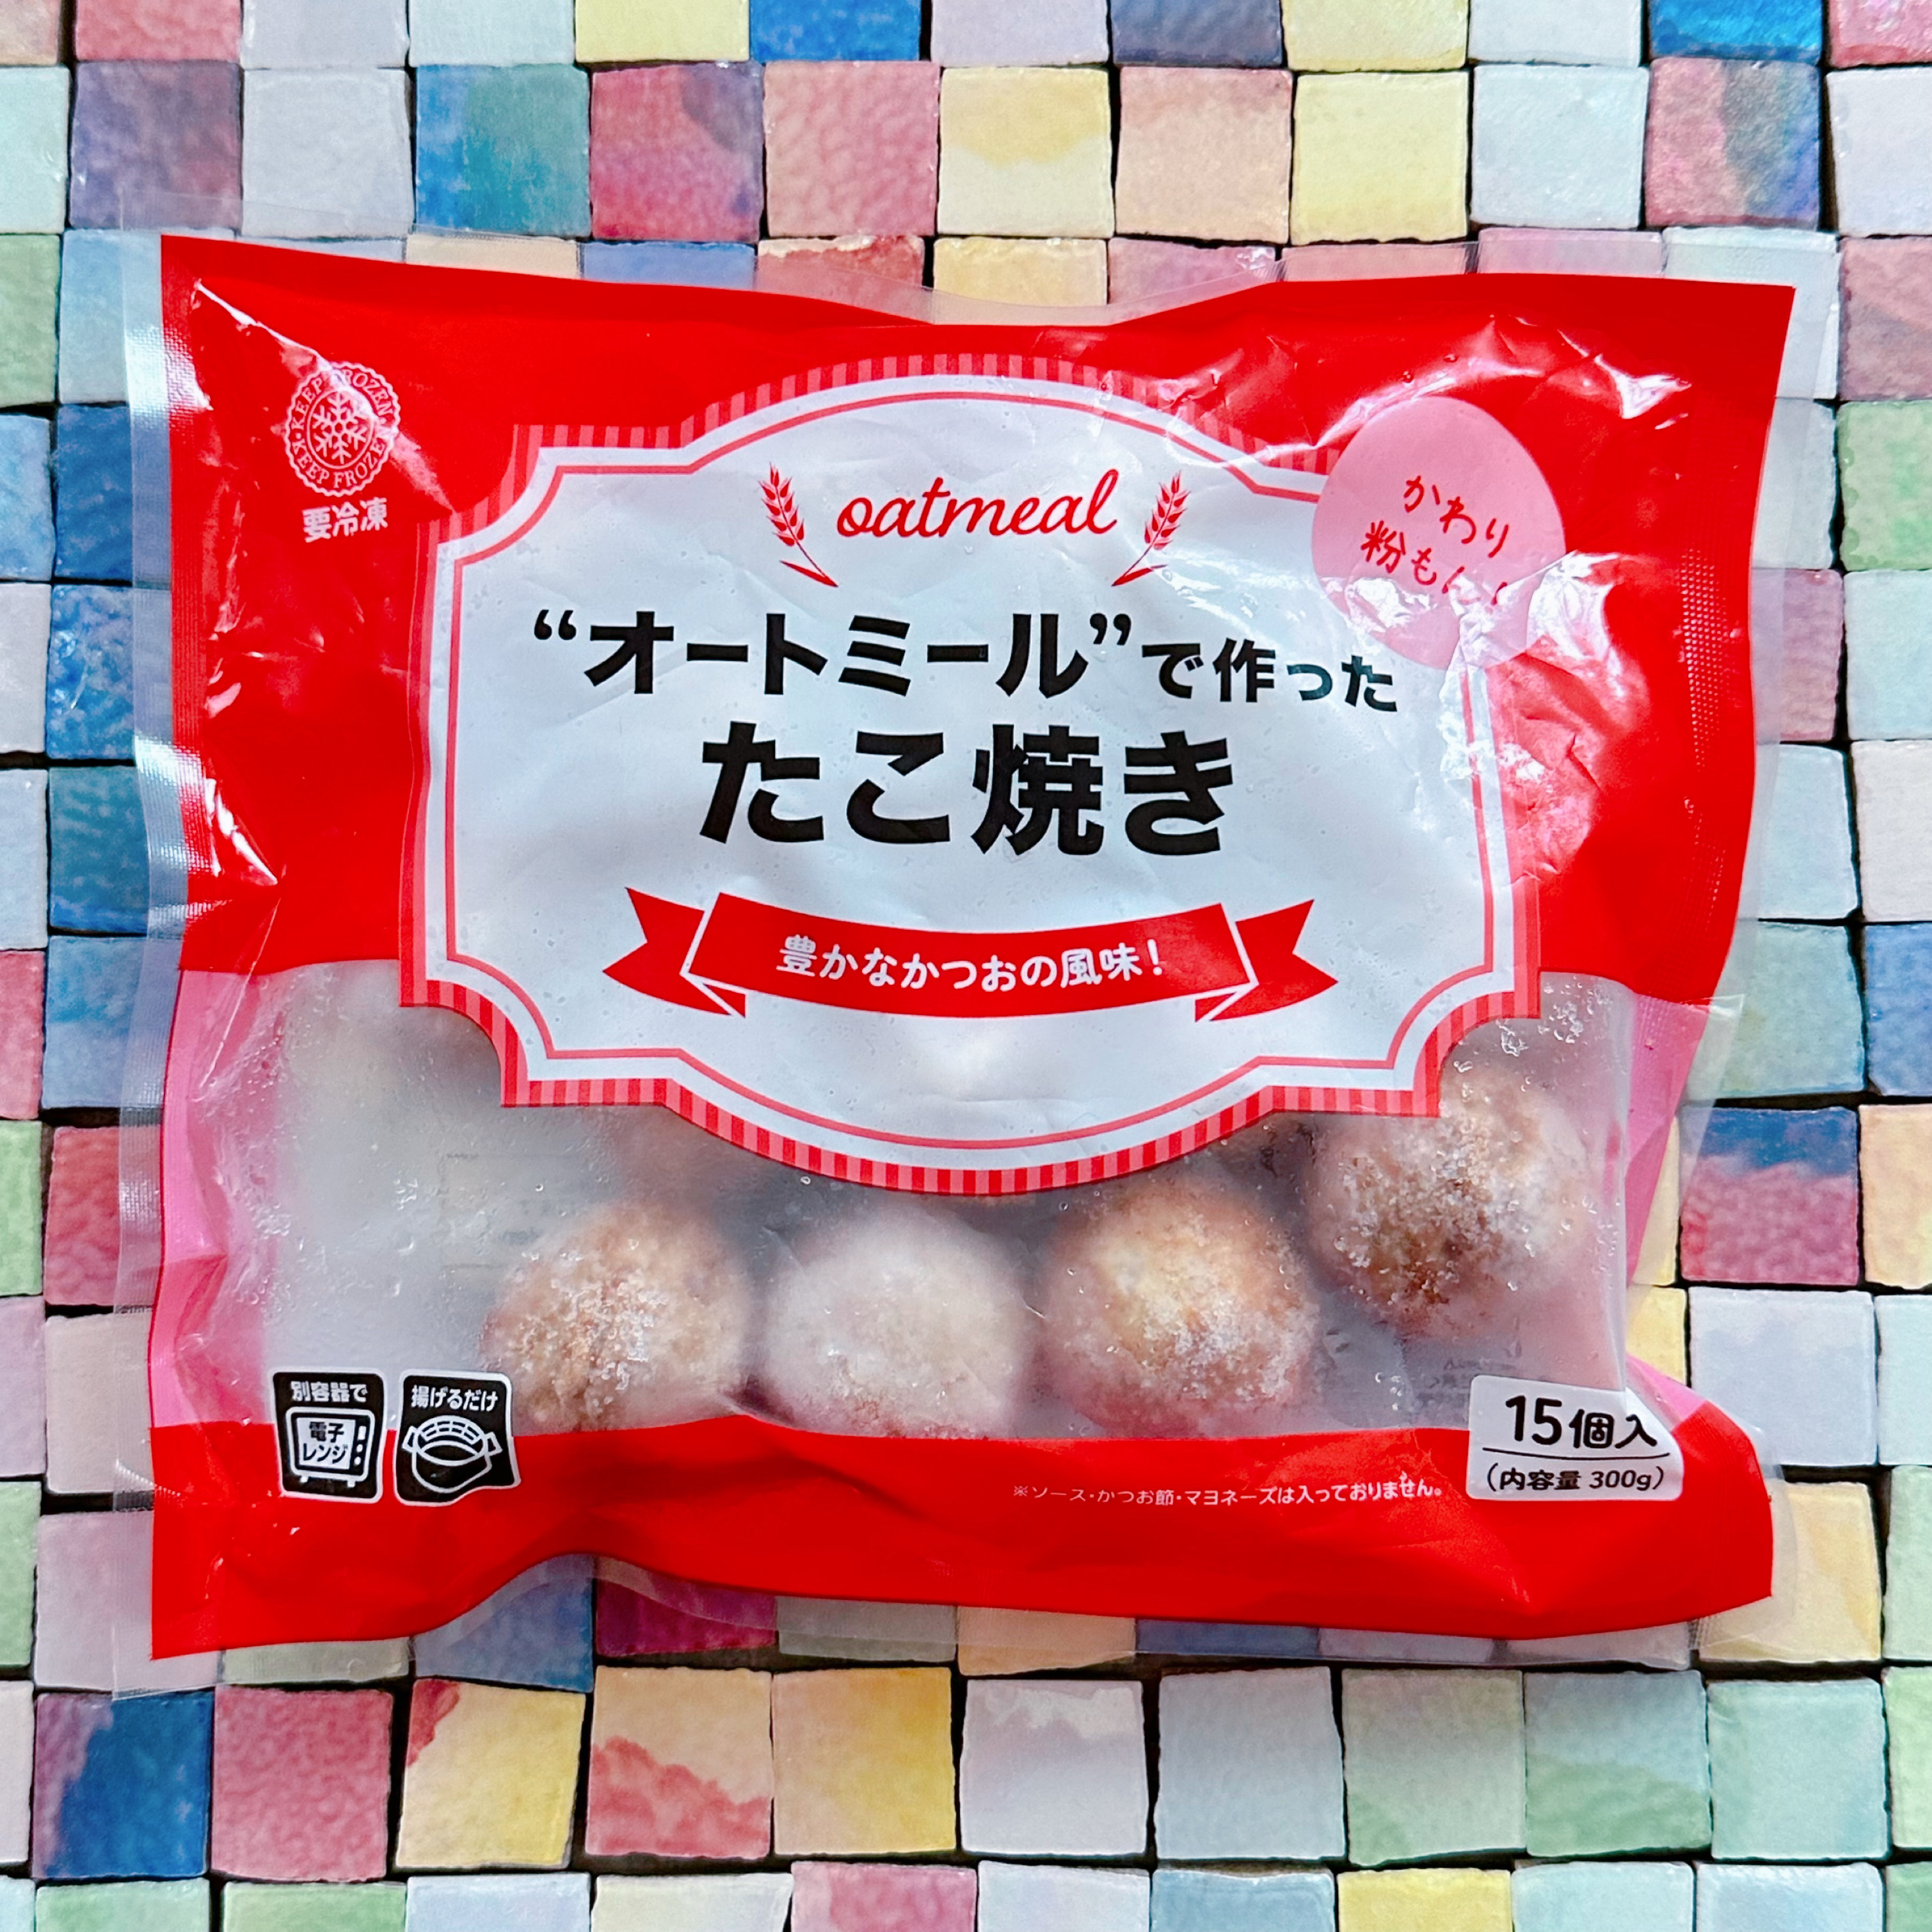 KEEP FROZEN・KEEP FROZEN
要冷凍
oatmeal
かわり
粉もん
“オートミール”で作った
たこ焼き
豊かなかつおの風味！
別容器で
電子
レンジ
揚げるだけ
15個入
（内容量 300g）
※ソース・かつお節・マヨネーズは入っておりません。